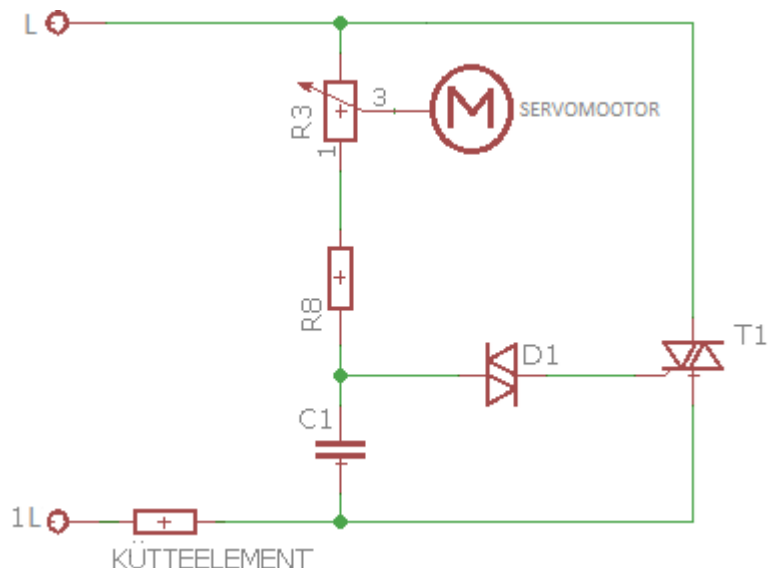 L
R3
3
1
M
SERVOMOOTOR
R8
D1
T1
C1
1L
KÜTTEELEMENT